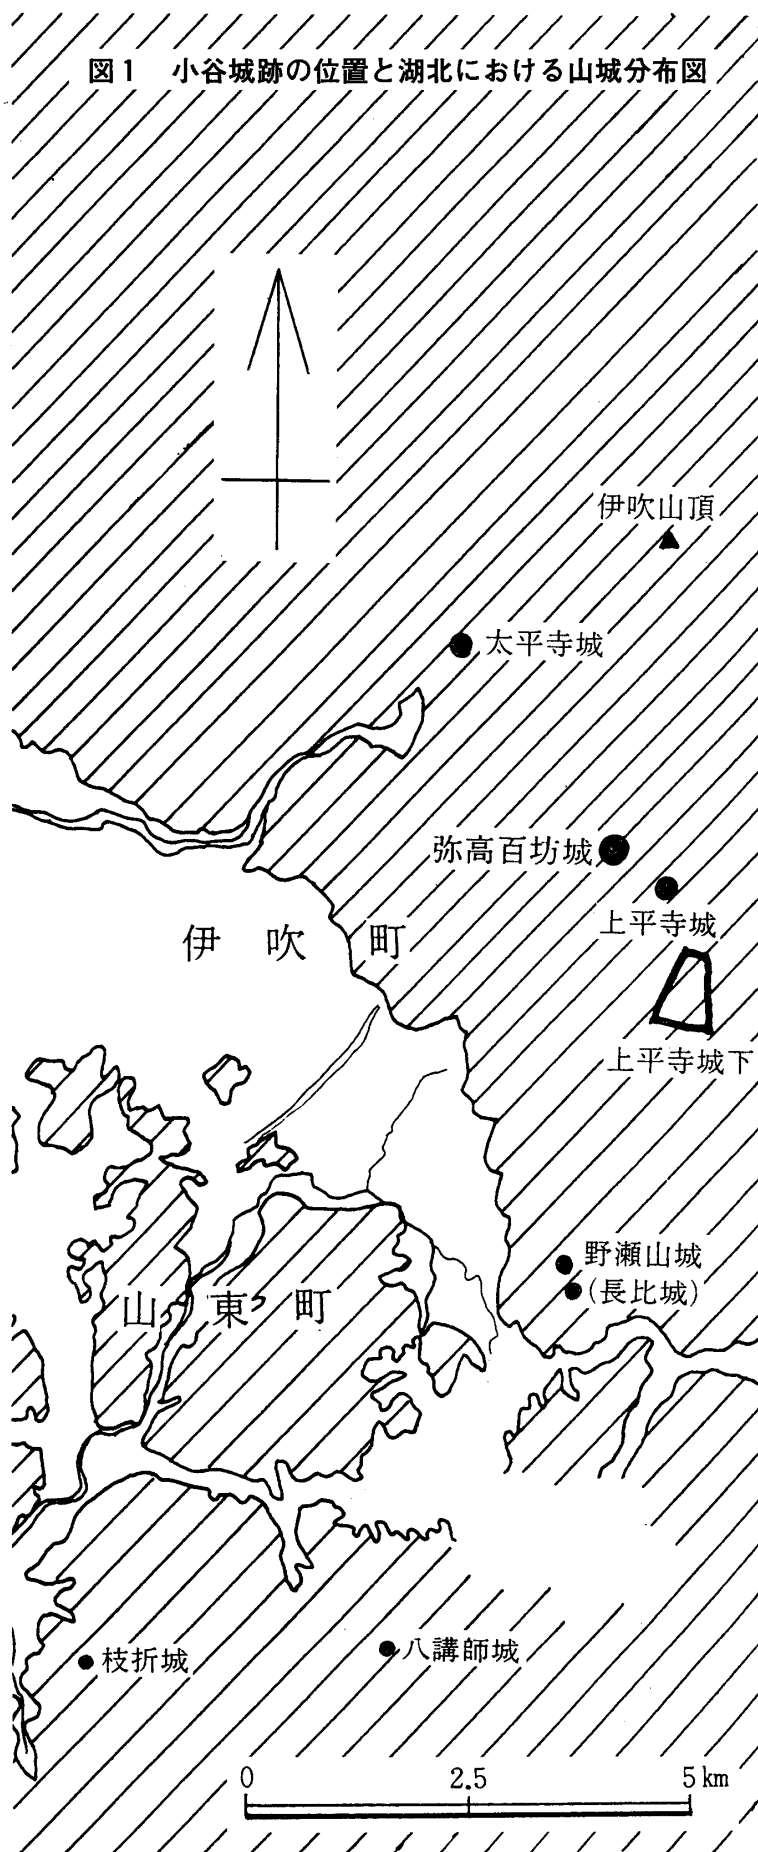 図1 小谷城跡の位置と湖北における山城分布図
伊吹山頂
太平寺城
弥高百坊城
上平寺城
伊吹町
上平寺城下
野瀬山城
(長比城)
山東町
八講師城
枝折城
0 2.5 5km